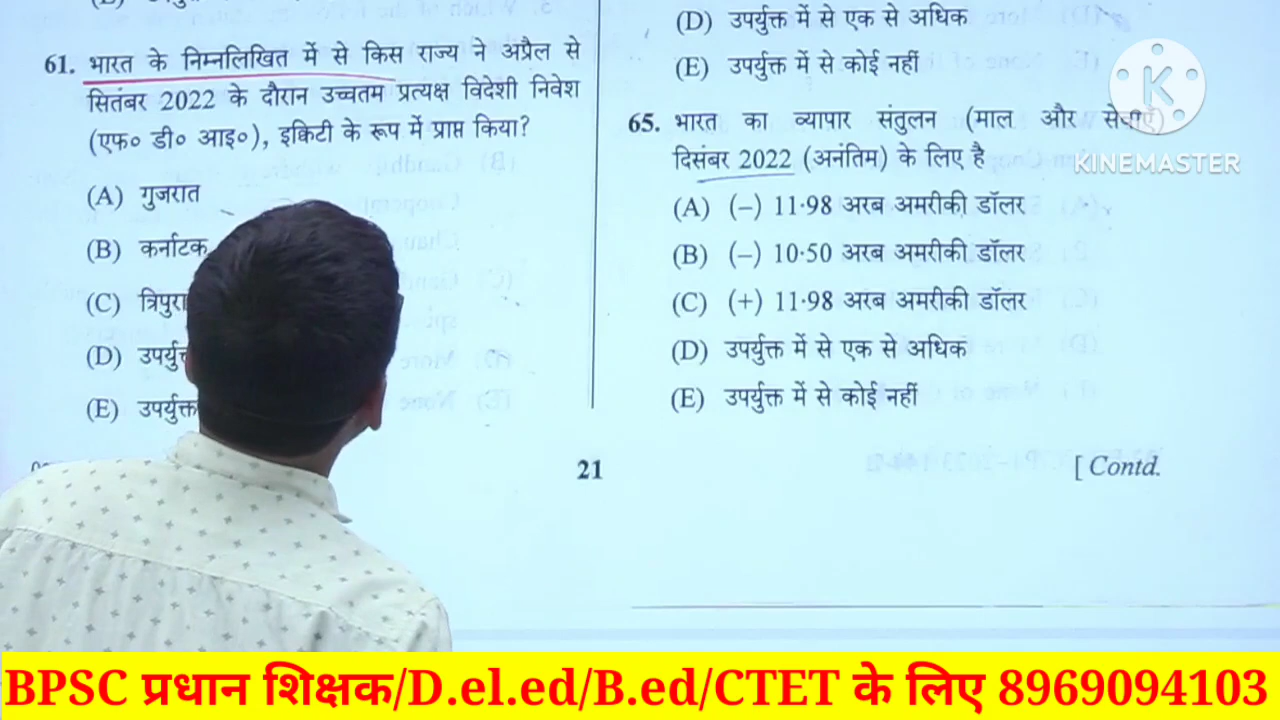 61. भारत के निम्नलिखित में से किस राज्य ने अप्रैल से
सितंबर 2022 के दौरान उच्चतम प्रत्यक्ष विदेशी निवेश
(एफ० डी० आइ०), इक्विटी के रूप में प्राप्त किया?
(A) गुजरात
(B) कर्नाटक
(C) त्रिपुरा
(D)
(E) उपर्युक्त
(D) उपर्युक्त में से एक से अधिक
(E) उपर्युक्त में से कोई नहीं
65. भारत का व्यापार संतुलन (माल और सेवाएँ)
दिसंबर 2022 (अनंतिम) के लिए है
(A) (–) 11·98 अरब अमरीकी डॉलर
(B) (–) 10·50 अरब अमरीकी डॉलर
(C) (+) 11·98 अरब अमरीकी डॉलर
(D) उपर्युक्त में से एक से अधिक
(E) उपर्युक्त में से कोई नहीं
21
[ Contd.
KINEMASTER
BPSC प्रधान शिक्षक/D.el.ed/B.ed/CTET के लिए 8969094103